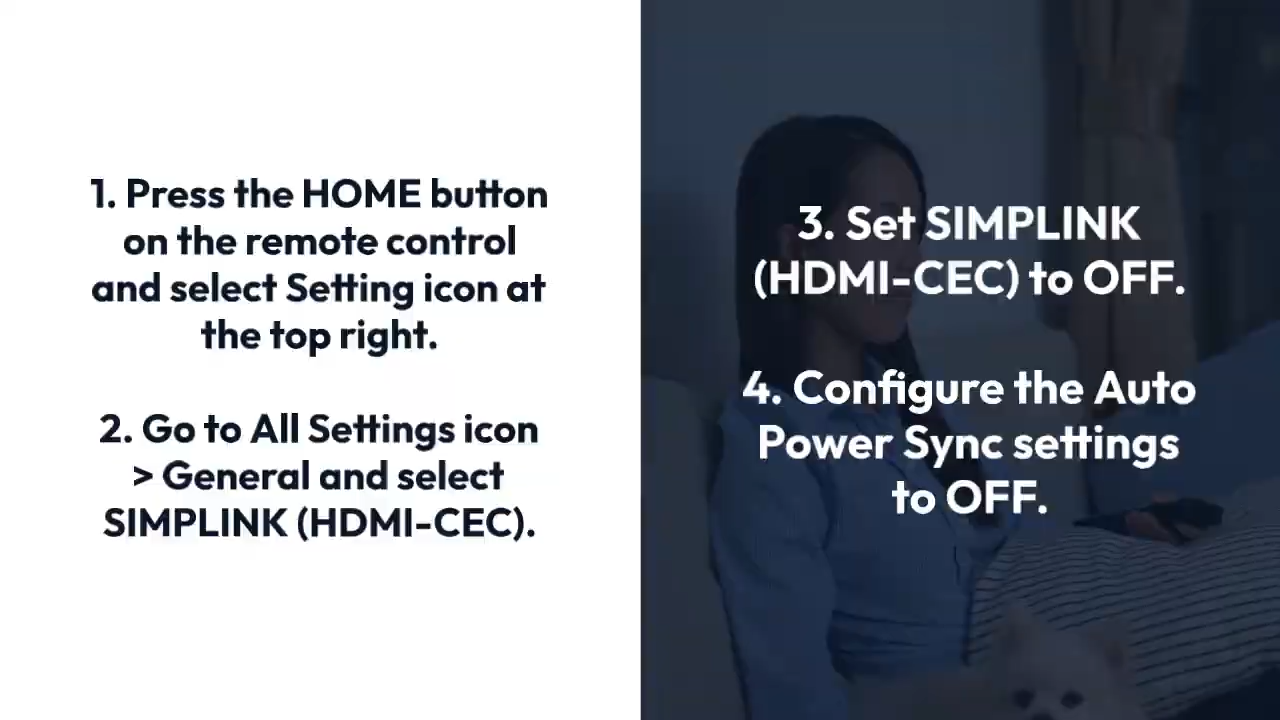 1. Press the HOME button
on the remote control
and select Setting icon at
the top right.
2. Go to All Settings icon
> General and select
SIMPLINK (HDMI-CEC).
3. Set SIMPLINK
(HDMI-CEC) to OFF.
4. Configure the Auto
Power Sync settings
to OFF.